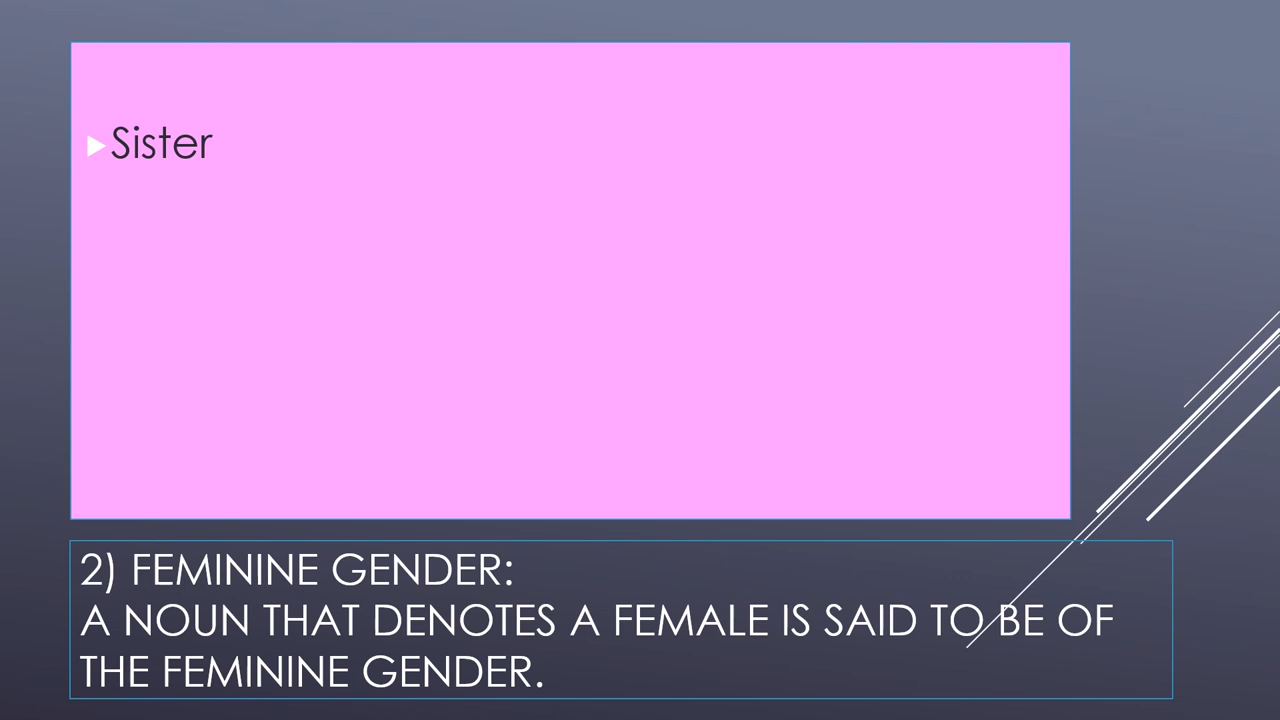 Sister
2) FEMININE GENDER:
A NOUN THAT DENOTES A FEMALE IS SAID TO BE OF
THE FEMININE GENDER.